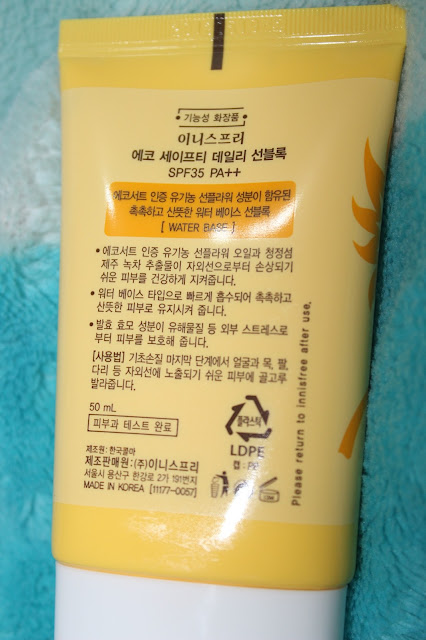 • 기능성 화장품 •
이니스프리
에코 세이프티 데일리 선블록
SPF35 PA++
에코서트 인증 유기농 선플라워 성분이 함유된
촉촉하고 산뜻한 워터 베이스 선블록
[ WATER BASE ]
• 에코서트 인증 유기농 선플라워 오일과 청정섬
제주 녹차 추출물이 자외선으로부터 손상되기
쉬운 피부를 건강하게 지켜줍니다.
• 워터 베이스 타입으로 빠르게 흡수되어 촉촉하고
산뜻한 피부로 유지시켜 줍니다.
• 발효 효모 성분이 유해물질 등 외부 스트레스로
부터 피부를 보호해 줍니다.
[사용법] 기초손질 마지막 단계에서 얼굴과 목, 팔,
다리 등 자외선에 노출되기 쉬운 피부에 골고루
발라줍니다.
50 mL
피부과 테스트 완료
플라스틱
LDPE
캡 : PP
제조원: 한국콜마
제조판매원: (주)이니스프리
서울시 용산구 한강로 2가 191번지
MADE IN KOREA [11177-0057]
Please return to innisfree after use.